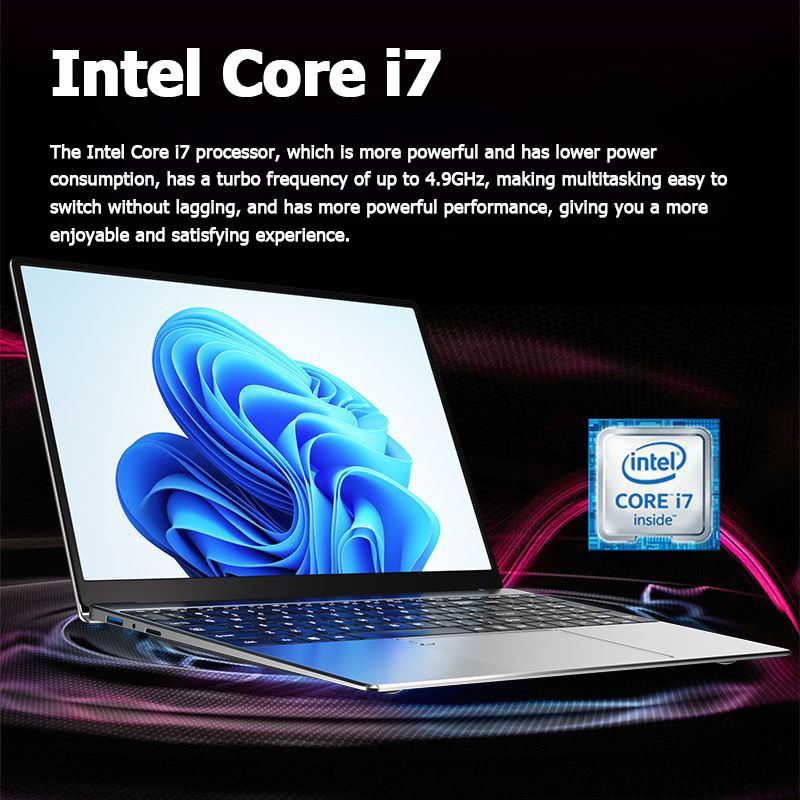 Intel Core i7
The Intel Core i7 processor, which is more powerful and has lower power
consumption, has a turbo frequency of up to 4.9GHz, making multitasking easy to
switch without lagging, and has more powerful performance, giving you a more
enjoyable and satisfying experience.
intel
CORE™ i7
inside™